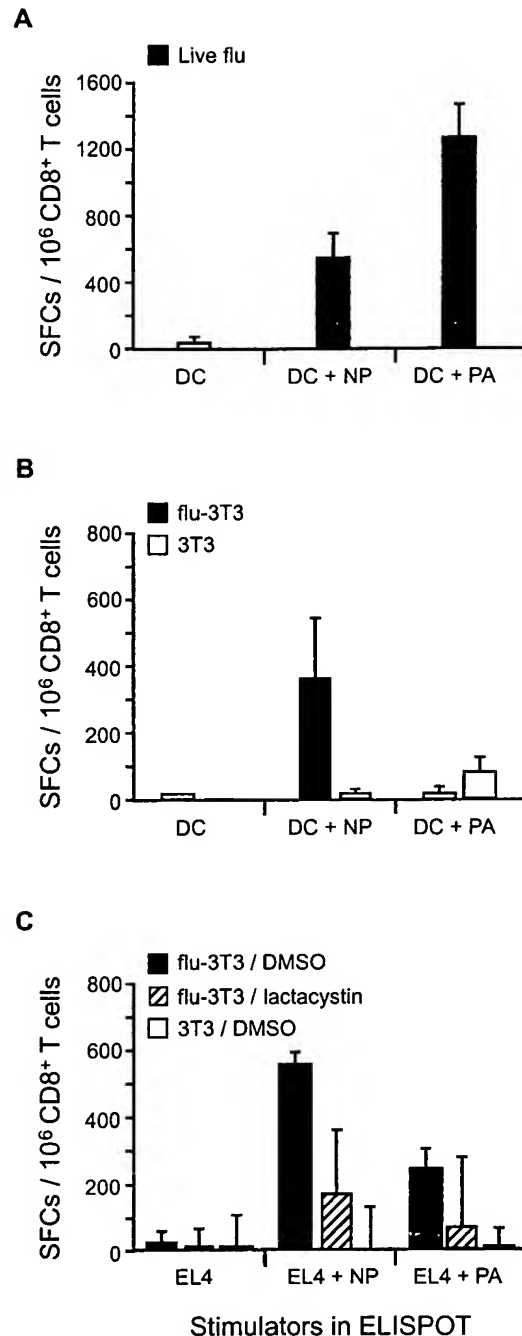 A
Live flu
SFCs / 10⁶ CD8⁺ T cells
1600
1200
800
400
0
DC
DC + NP
DC + PA
B
flu-3T3
3T3
SFCs / 10⁶ CD8⁺ T cells
800
600
400
200
0
DC
DC + NP
DC + PA
C
flu-3T3 / DMSO
flu-3T3 / lactacystin
3T3 / DMSO
SFCs / 10⁶ CD8⁺ T cells
800
600
400
200
0
EL4
EL4 + NP
EL4 + PA
Stimulators in ELISPOT